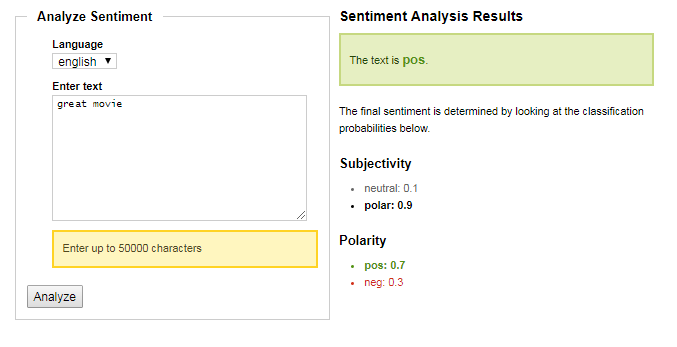 Analyze Sentiment
Language
english
Enter text
great movie
Enter up to 50000 characters
Analyze
Sentiment Analysis Results
The text is pos.
The final sentiment is determined by looking at the classification
probabilities below.
Subjectivity
neutral: 0.1
polar: 0.9
Polarity
pos: 0.7
neg: 0.3